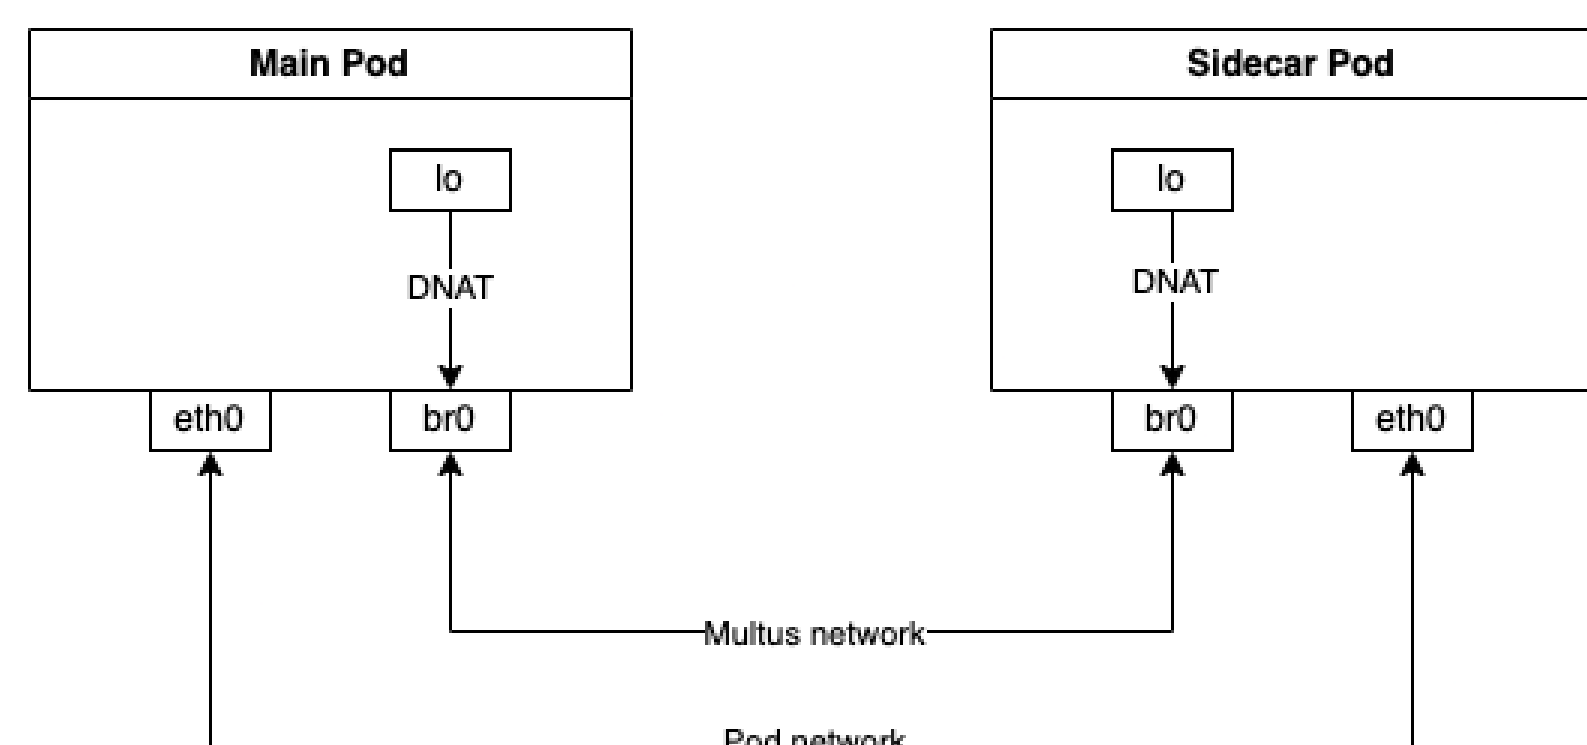 Main Pod
Sidecar Pod
lo
lo
DNAT
DNAT
eth0
br0
br0
eth0
Multus network
Pod network